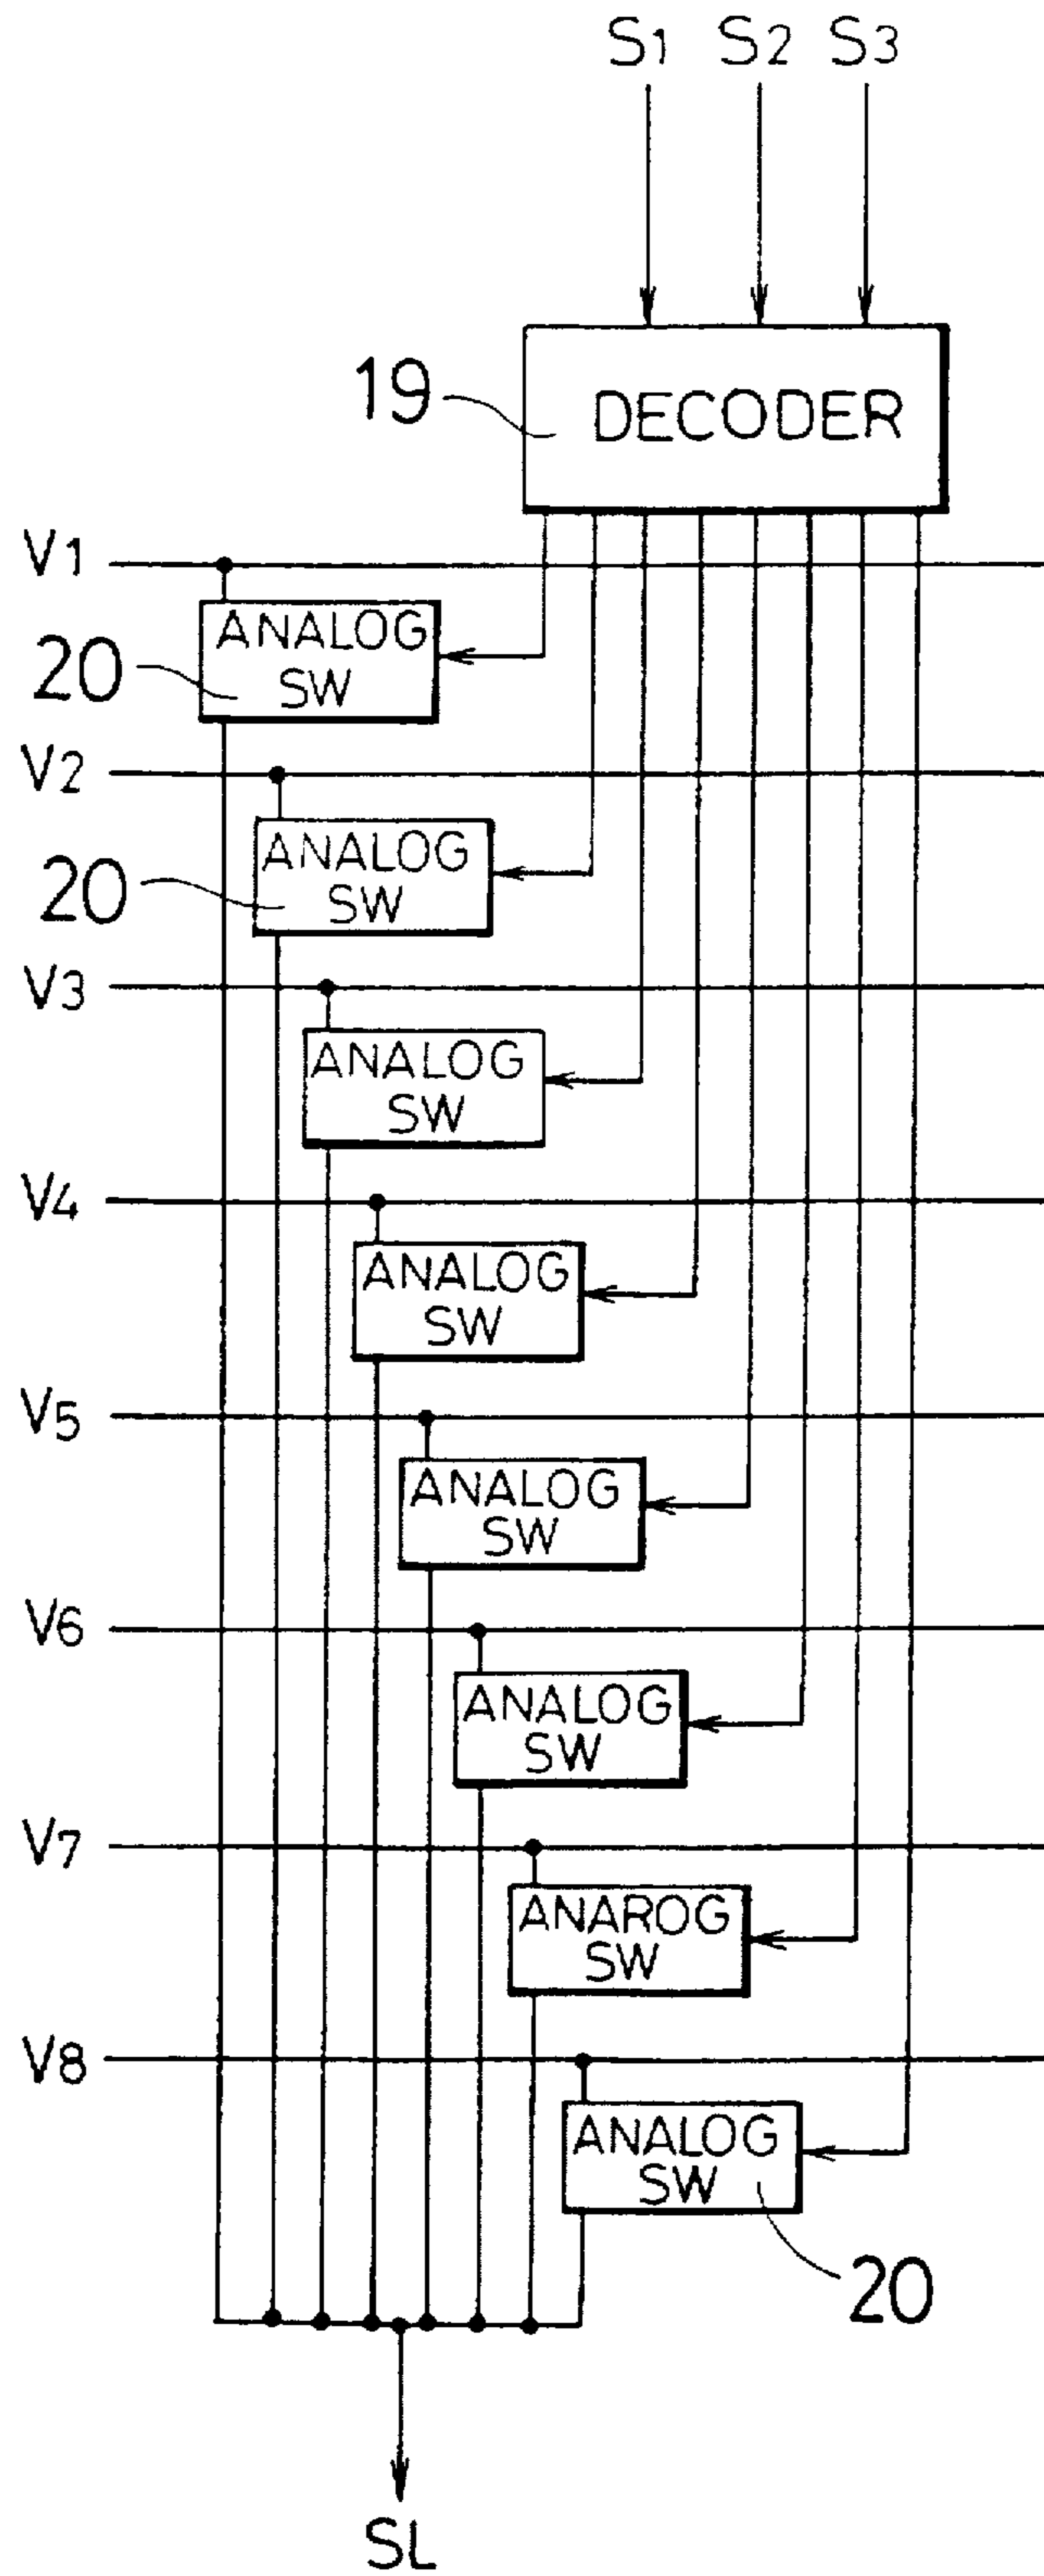 S1 S2 S3
19
DECODER
V1
ANALOG
SW
20
V2
ANALOG
SW
20
V3
ANALOG
SW
V4
ANALOG
SW
V5
ANALOG
SW
V6
ANALOG
SW
V7
ANAROG
SW
V8
ANALOG
SW
20
SL